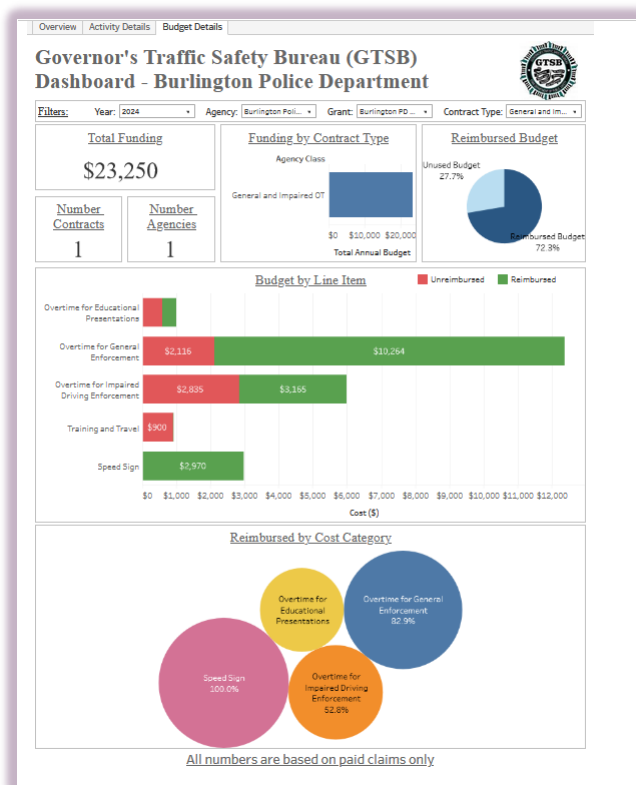 Overview Activity Details Budget Details
Governor's Traffic Safety Bureau (GTSB)
Dashboard - Burlington Police Department
GTSB
Filters: Year: 2024 Agency: Burlington Poli... Grant: Burlington PD ... Contract Type: General and Im...
Total Funding
$23,250
Number
Contracts
1
Number
Agencies
1
Funding by Contract Type
Agency Class
General and Impaired OT
$0 $10,000 $20,000
Total Annual Budget
Reimbursed Budget
Unused Budget
27.7%
Reimbursed Budget
72.3%
Budget by Line Item
Unreimbursed Reimbursed
Overtime for Educational
Presentations
Overtime for General
Enforcement
$2,116 $10,264
Overtime for Impaired
Driving Enforcement
$2,835 $3,165
Training and Travel
$900
Speed Sign
$2,970
$0 $1,000 $2,000 $3,000 $4,000 $5,000 $6,000 $7,000 $8,000 $9,000 $10,000 $11,000 $12,000
Cost ($)
Reimbursed by Cost Category
Overtime for
Educational
Presentations
Overtime for General
Enforcement
82.9%
Speed Sign
100.0%
Overtime for
Impaired Driving
Enforcement
52.8%
All numbers are based on paid claims only